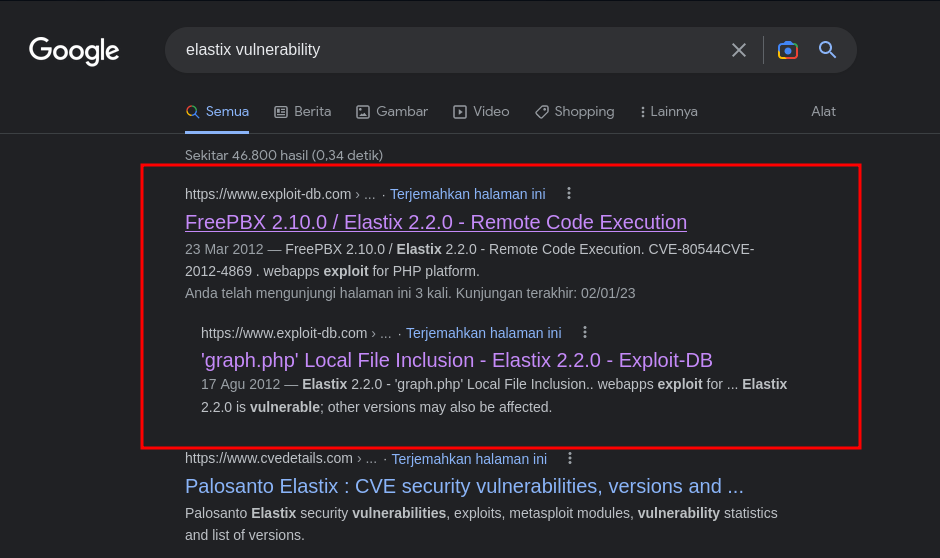 Google
elastix vulnerability
Semua Berita Gambar Video Shopping Lainnya Alat
Sekitar 46.800 hasil (0,34 detik)
https://www.exploit-db.com › ... · Terjemahkan halaman ini
FreePBX 2.10.0 / Elastix 2.2.0 - Remote Code Execution
23 Mar 2012 — FreePBX 2.10.0 / Elastix 2.2.0 - Remote Code Execution. CVE-80544CVE-
2012-4869 . webapps exploit for PHP platform.
Anda telah mengunjungi halaman ini 3 kali. Kunjungan terakhir: 02/01/23
https://www.exploit-db.com › ... · Terjemahkan halaman ini
'graph.php' Local File Inclusion - Elastix 2.2.0 - Exploit-DB
17 Agu 2012 — Elastix 2.2.0 - 'graph.php' Local File Inclusion.. webapps exploit for ... Elastix
2.2.0 is vulnerable; other versions may also be affected.
https://www.cvedetails.com › ... · Terjemahkan halaman ini
Palosanto Elastix : CVE security vulnerabilities, versions and ...
Palosanto Elastix security vulnerabilities, exploits, metasploit modules, vulnerability statistics
and list of versions.